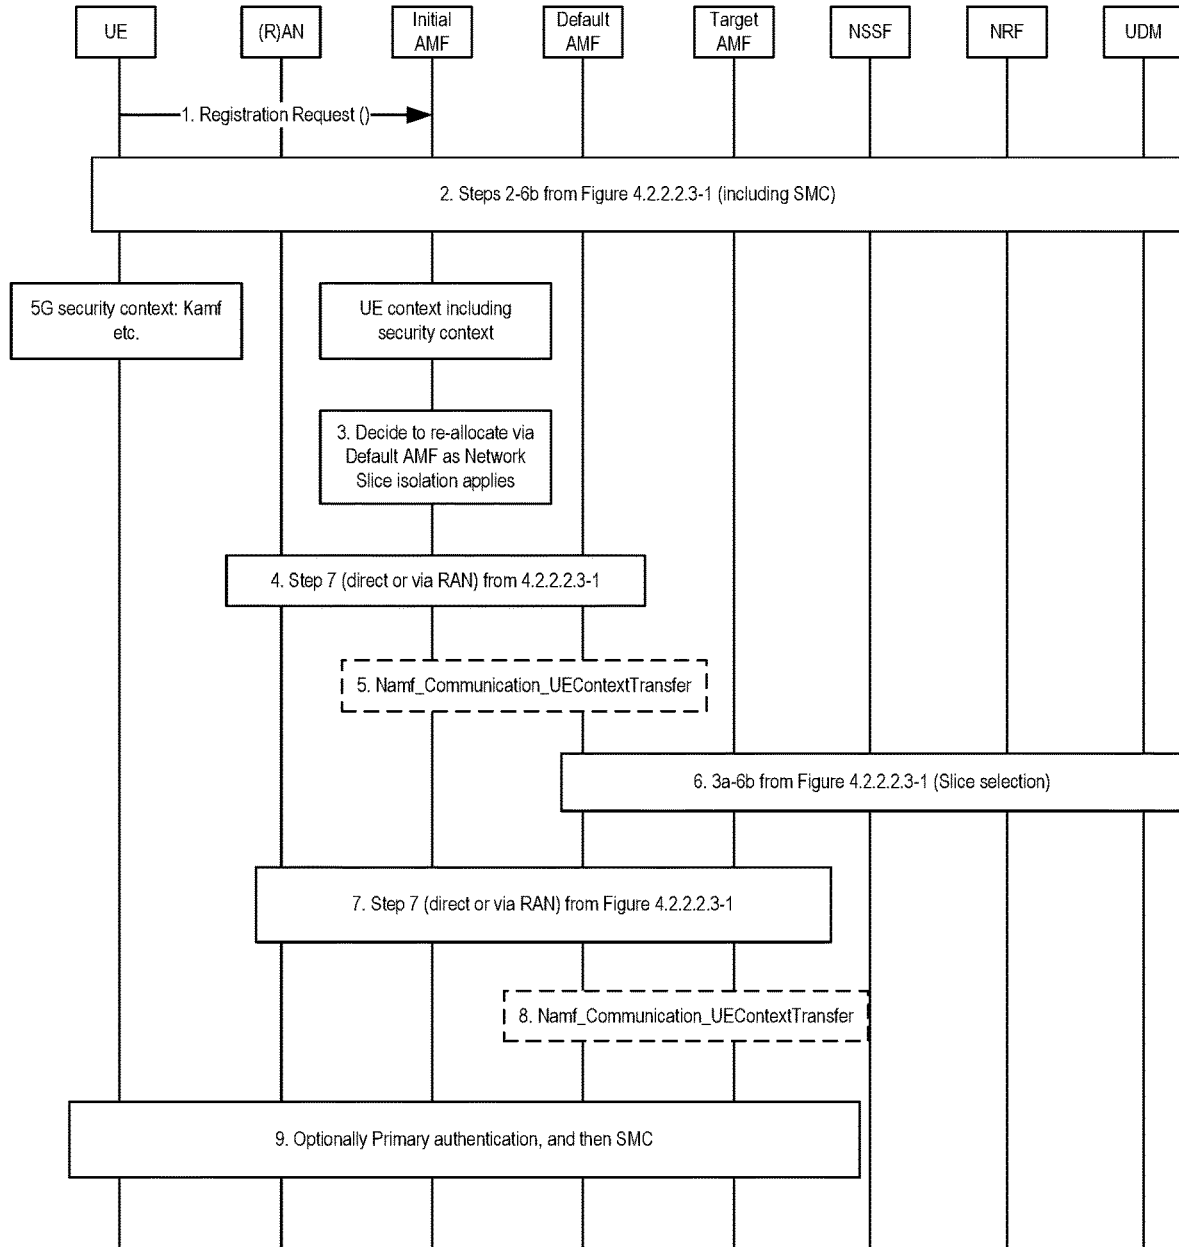 UE
(R)AN
Initial
AMF
Default
AMF
Target
AMF
NSSF
NRF
UDM
1. Registration Request ()
2. Steps 2-6b from Figure 4.2.2.2.3-1 (including SMC)
5G security context: Kamf
etc.
UE context including
security context
3. Decide to re-allocate via
Default AMF as Network
Slice isolation applies
4. Step 7 (direct or via RAN) from 4.2.2.2.3-1
5. Namf_Communication_UEContextTransfer
6. 3a-6b from Figure 4.2.2.2.3-1 (Slice selection)
7. Step 7 (direct or via RAN) from Figure 4.2.2.2.3-1
8. Namf_Communication_UEContextTransfer
9. Optionally Primary authentication, and then SMC